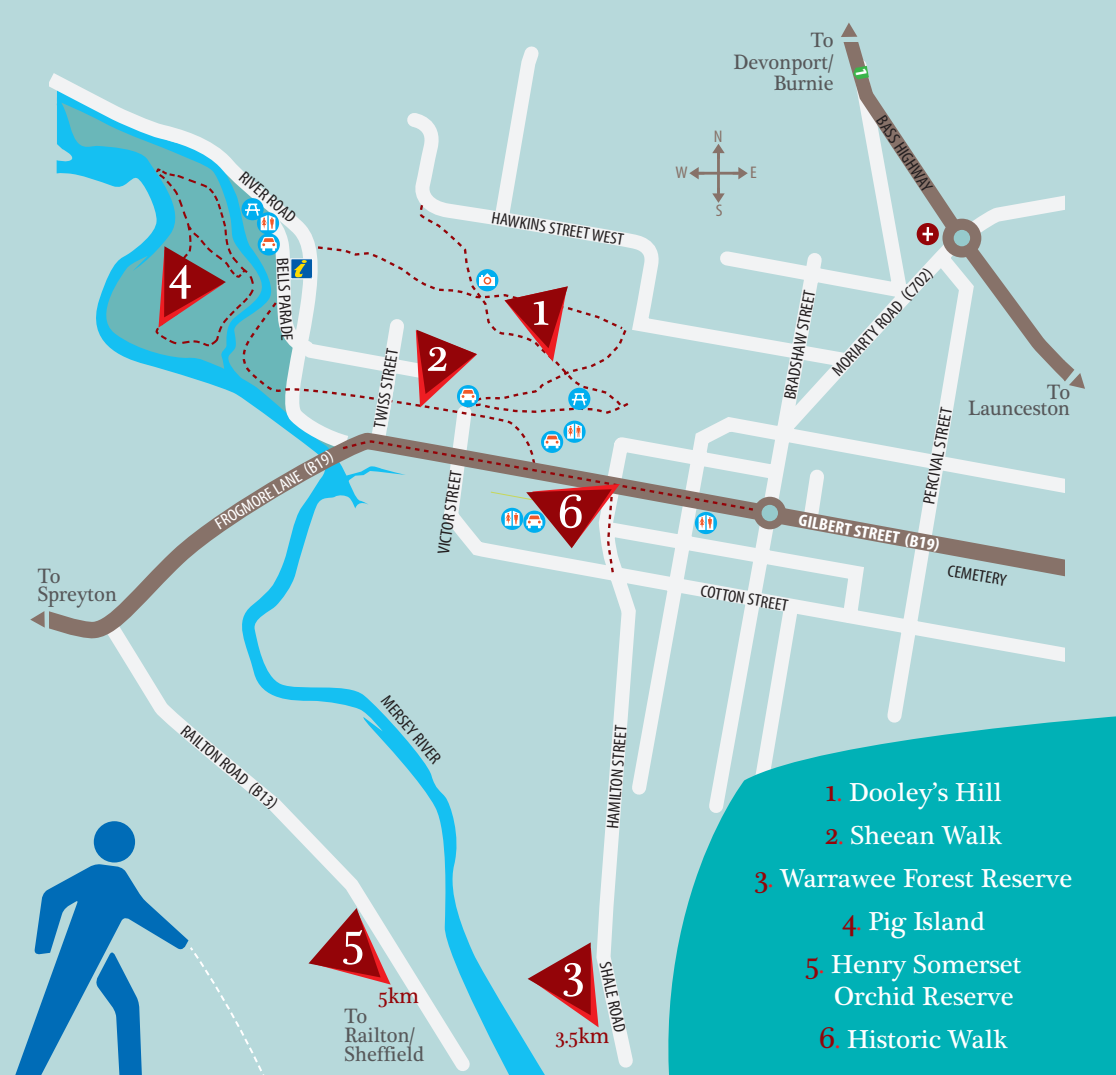 To
Devonport/
Burnie
1
BASS HIGHWAY
N
W E
S
RIVER ROAD
HAWKINS STREET WEST
i
BELLS PARADE
4
1
2
BRADSHAW STREET
MORIARTY ROAD (C702)
To
Launceston
TWISS STREET
PERCIVAL STREET
FROGMORE LANE (B19)
VICTOR STREET
6
GILBERT STREET (B19)
CEMETERY
To
Spreyton
COTTON STREET
MERSEY RIVER
RAILTON ROAD (B13)
HAMILTON STREET
5
5km
To
Railton/
Sheffield
3
3.5km
SHALE ROAD
1. Dooley's Hill
2. Sheean Walk
3. Warrawee Forest Reserve
4. Pig Island
5. Henry Somerset
Orchid Reserve
6. Historic Walk